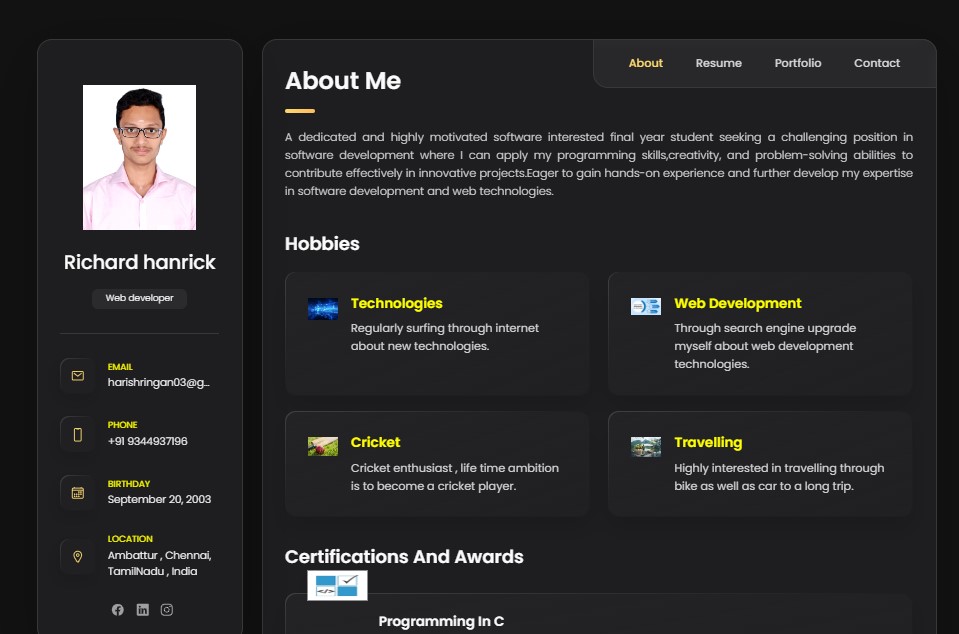 About Resume Portfolio Contact
Richard hanrick
Web developer
EMAIL
harishringan03@g...
PHONE
+91 9344937196
BIRTHDAY
September 20, 2003
LOCATION
Ambattur , Chennai,
TamilNadu , India
About Me
A dedicated and highly motivated software interested final year student seeking a challenging position in
software development where I can apply my programming skills,creativity, and problem-solving abilities to
contribute effectively in innovative projects.Eager to gain hands-on experience and further develop my expertise
in software development and web technologies.
Hobbies
Technologies
Regularly surfing through internet
about new technologies.
Web Development
Through search engine upgrade
myself about web development
technologies.
Cricket
Cricket enthusiast , life time ambition
is to become a cricket player.
Travelling
Highly interested in travelling through
bike as well as car to a long trip.
Certifications And Awards
</>
Programming In C